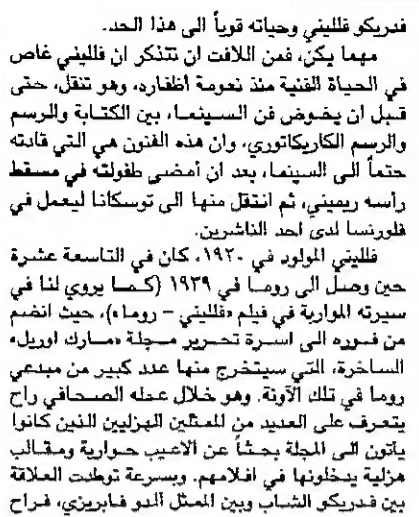 فدريكو فلليني وحياته قوياً الى هذا الحد.
مهما يكن، فمن اللافت ان نتذكر ان فلليني غاص
في الحياة الفنية منذ نعومة أظفاره، وهو تنقل، حتى
قبل ان يخوض فن السينما، بين الكتابة والرسم
والرسم الكاريكاتوري، وان هذه الفنون هي التي قادته
حتماً الى السينما، بعد ان أمضى طفولته في مسقط
رأسه ريميني، ثم انتقل منها الى توسكانا ليعمل في
فلورنسا لدى احد الناشرين.
فلليني المولود في ١٩٢٠، كان في التاسعة عشرة
حين وصل الى روما في ١٩٣٩ (كما يروي لنا في
سيرته المواربة في فيلم «فلليني - روما»)، حيث انضم
من فوره الى اسرة تحرير مجلة «مارك اوريل»
الساخرة، التي سيتخرج منها عدد كبير من مبدعي
روما في تلك الآونة. وهو خلال عمله الصحافي راح
يتعرف على العديد من الممثلين الهزليين الذين كانوا
يأتون الى المجلة بحثاً عن الاعيب حوارية ومقالب
هزلية يدخلونها في افلامهم. وبسرعة توطدت العلاقة
بين فدريكو الشاب وبين الممثل الدو فابريزي، فراح